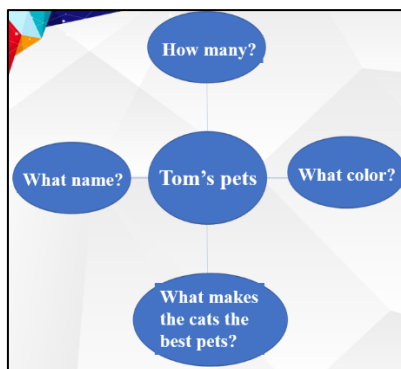 How many?
What name?
Tom's pets
What color?
What makes
the cats the
best pets?